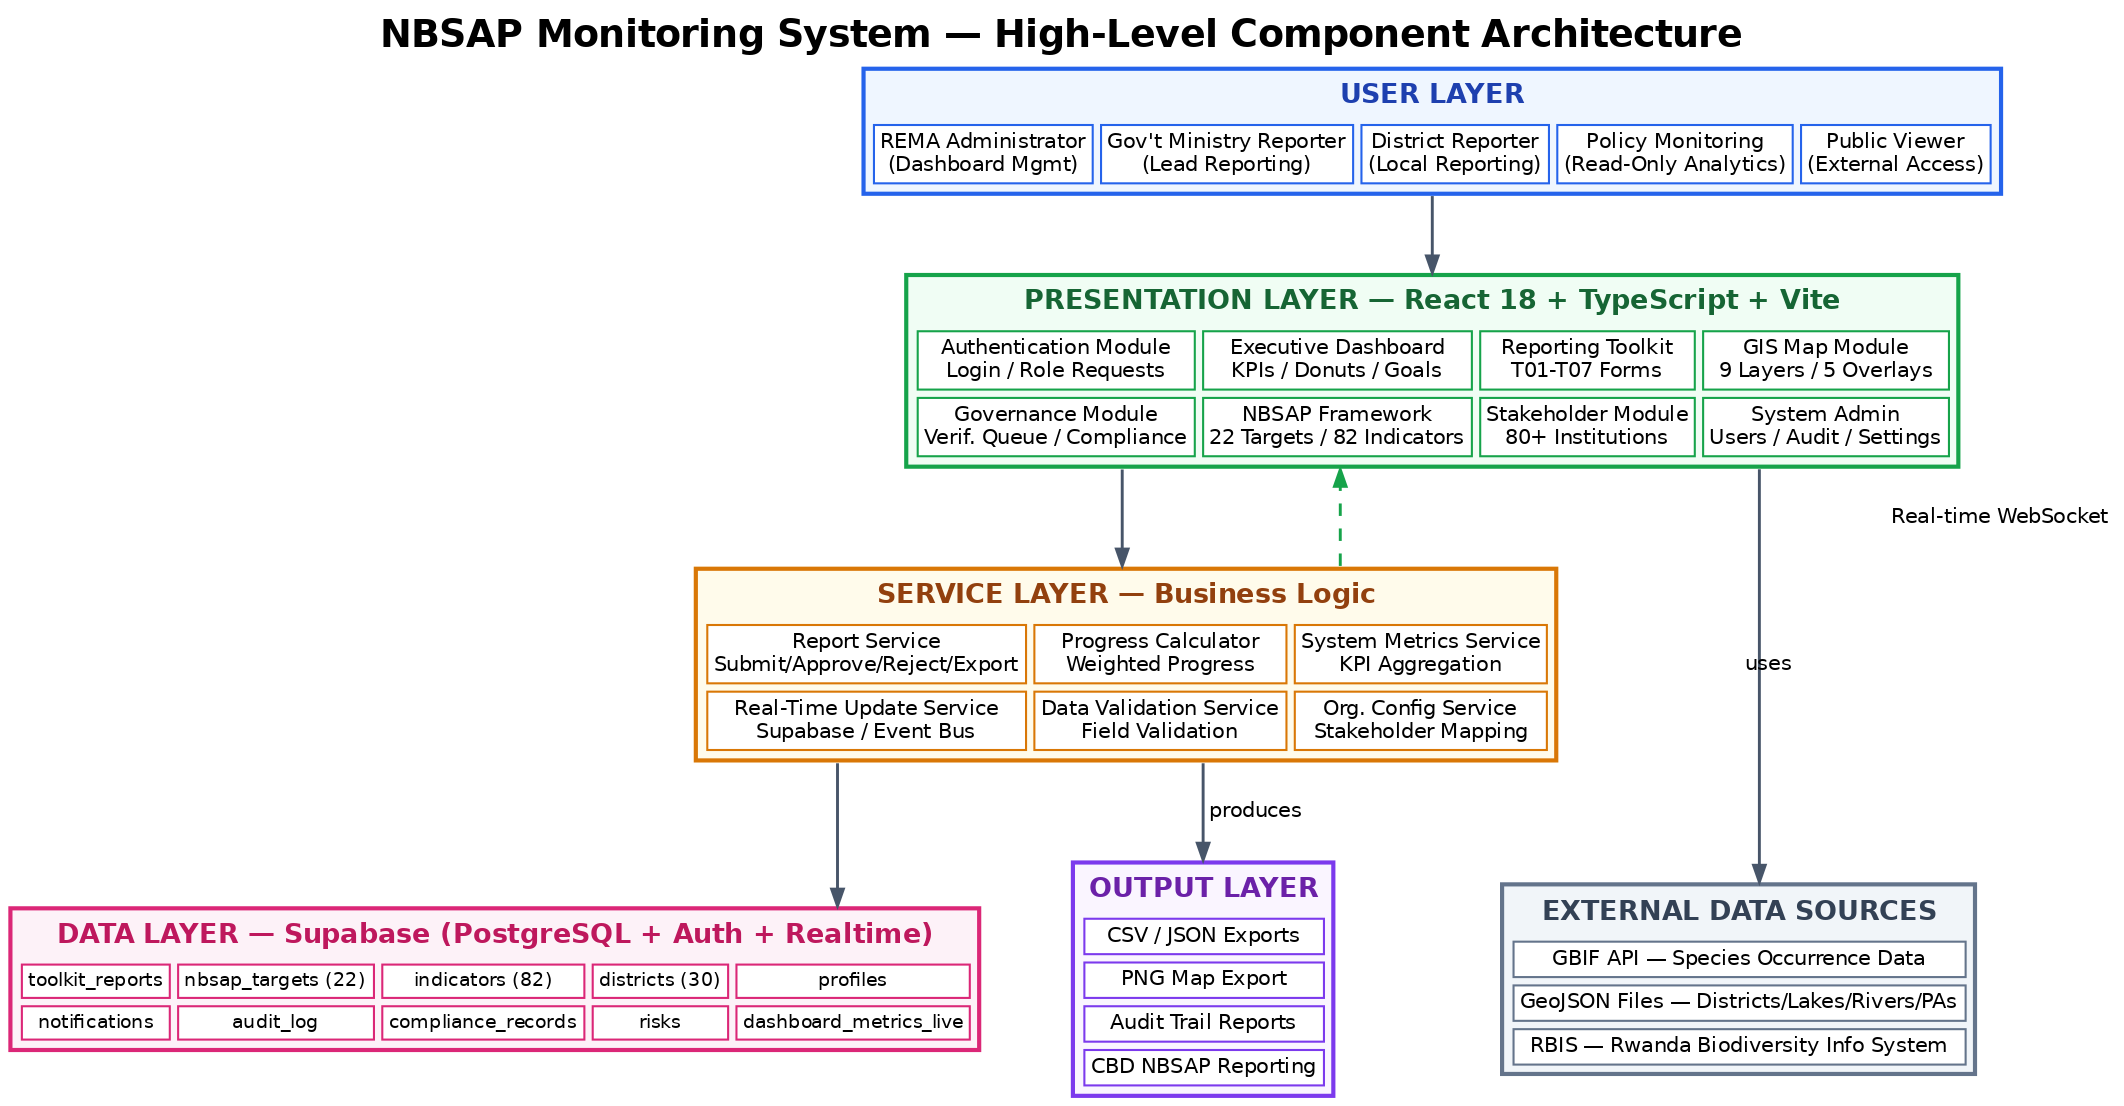 NBSAP Monitoring System — High-Level Component Architecture
USER LAYER
REMA Administrator
(Dashboard Mgmt)
Gov't Ministry Reporter
(Lead Reporting)
District Reporter
(Local Reporting)
Policy Monitoring
(Read-Only Analytics)
Public Viewer
(External Access)
PRESENTATION LAYER — React 18 + TypeScript + Vite
Authentication Module
Login / Role Requests
Executive Dashboard
KPIs / Donuts / Goals
Reporting Toolkit
T01-T07 Forms
GIS Map Module
9 Layers / 5 Overlays
Governance Module
Verif. Queue / Compliance
NBSAP Framework
22 Targets / 82 Indicators
Stakeholder Module
80+ Institutions
System Admin
Users / Audit / Settings
Real-time WebSocket
SERVICE LAYER — Business Logic
Report Service
Submit/Approve/Reject/Export
Progress Calculator
Weighted Progress
System Metrics Service
KPI Aggregation
Real-Time Update Service
Supabase / Event Bus
Data Validation Service
Field Validation
Org. Config Service
Stakeholder Mapping
uses
produces
DATA LAYER — Supabase (PostgreSQL + Auth + Realtime)
toolkit_reports
nbsap_targets (22)
indicators (82)
districts (30)
profiles
notifications
audit_log
compliance_records
risks
dashboard_metrics_live
OUTPUT LAYER
CSV / JSON Exports
PNG Map Export
Audit Trail Reports
CBD NBSAP Reporting
EXTERNAL DATA SOURCES
GBIF API — Species Occurrence Data
GeoJSON Files — Districts/Lakes/Rivers/PAs
RBIS — Rwanda Biodiversity Info System